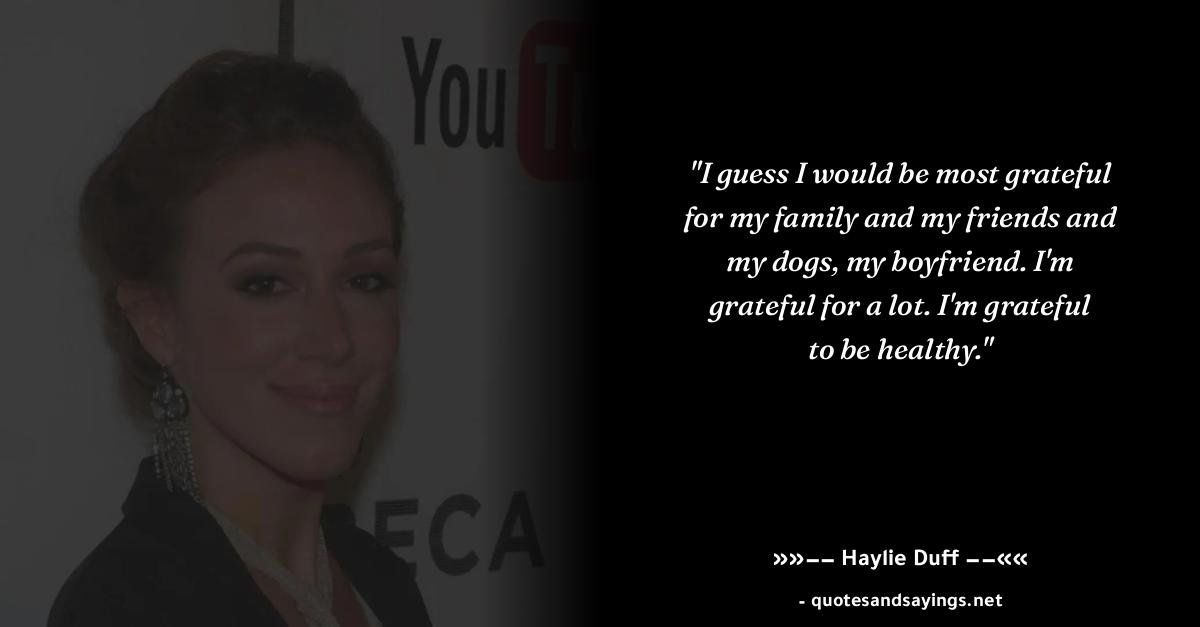 YouTu
ECA
"I guess I would be most grateful
for my family and my friends and
my dogs, my boyfriend. I'm
grateful for a lot. I'm grateful
to be healthy."
»»–– Haylie Duff ––««
- quotesandsayings.net